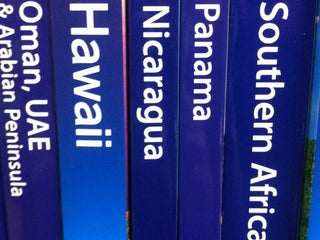 Oman, UAE
& Arabian Peninsula
Hawaii
Nicaragua
Panama
Southern Africa